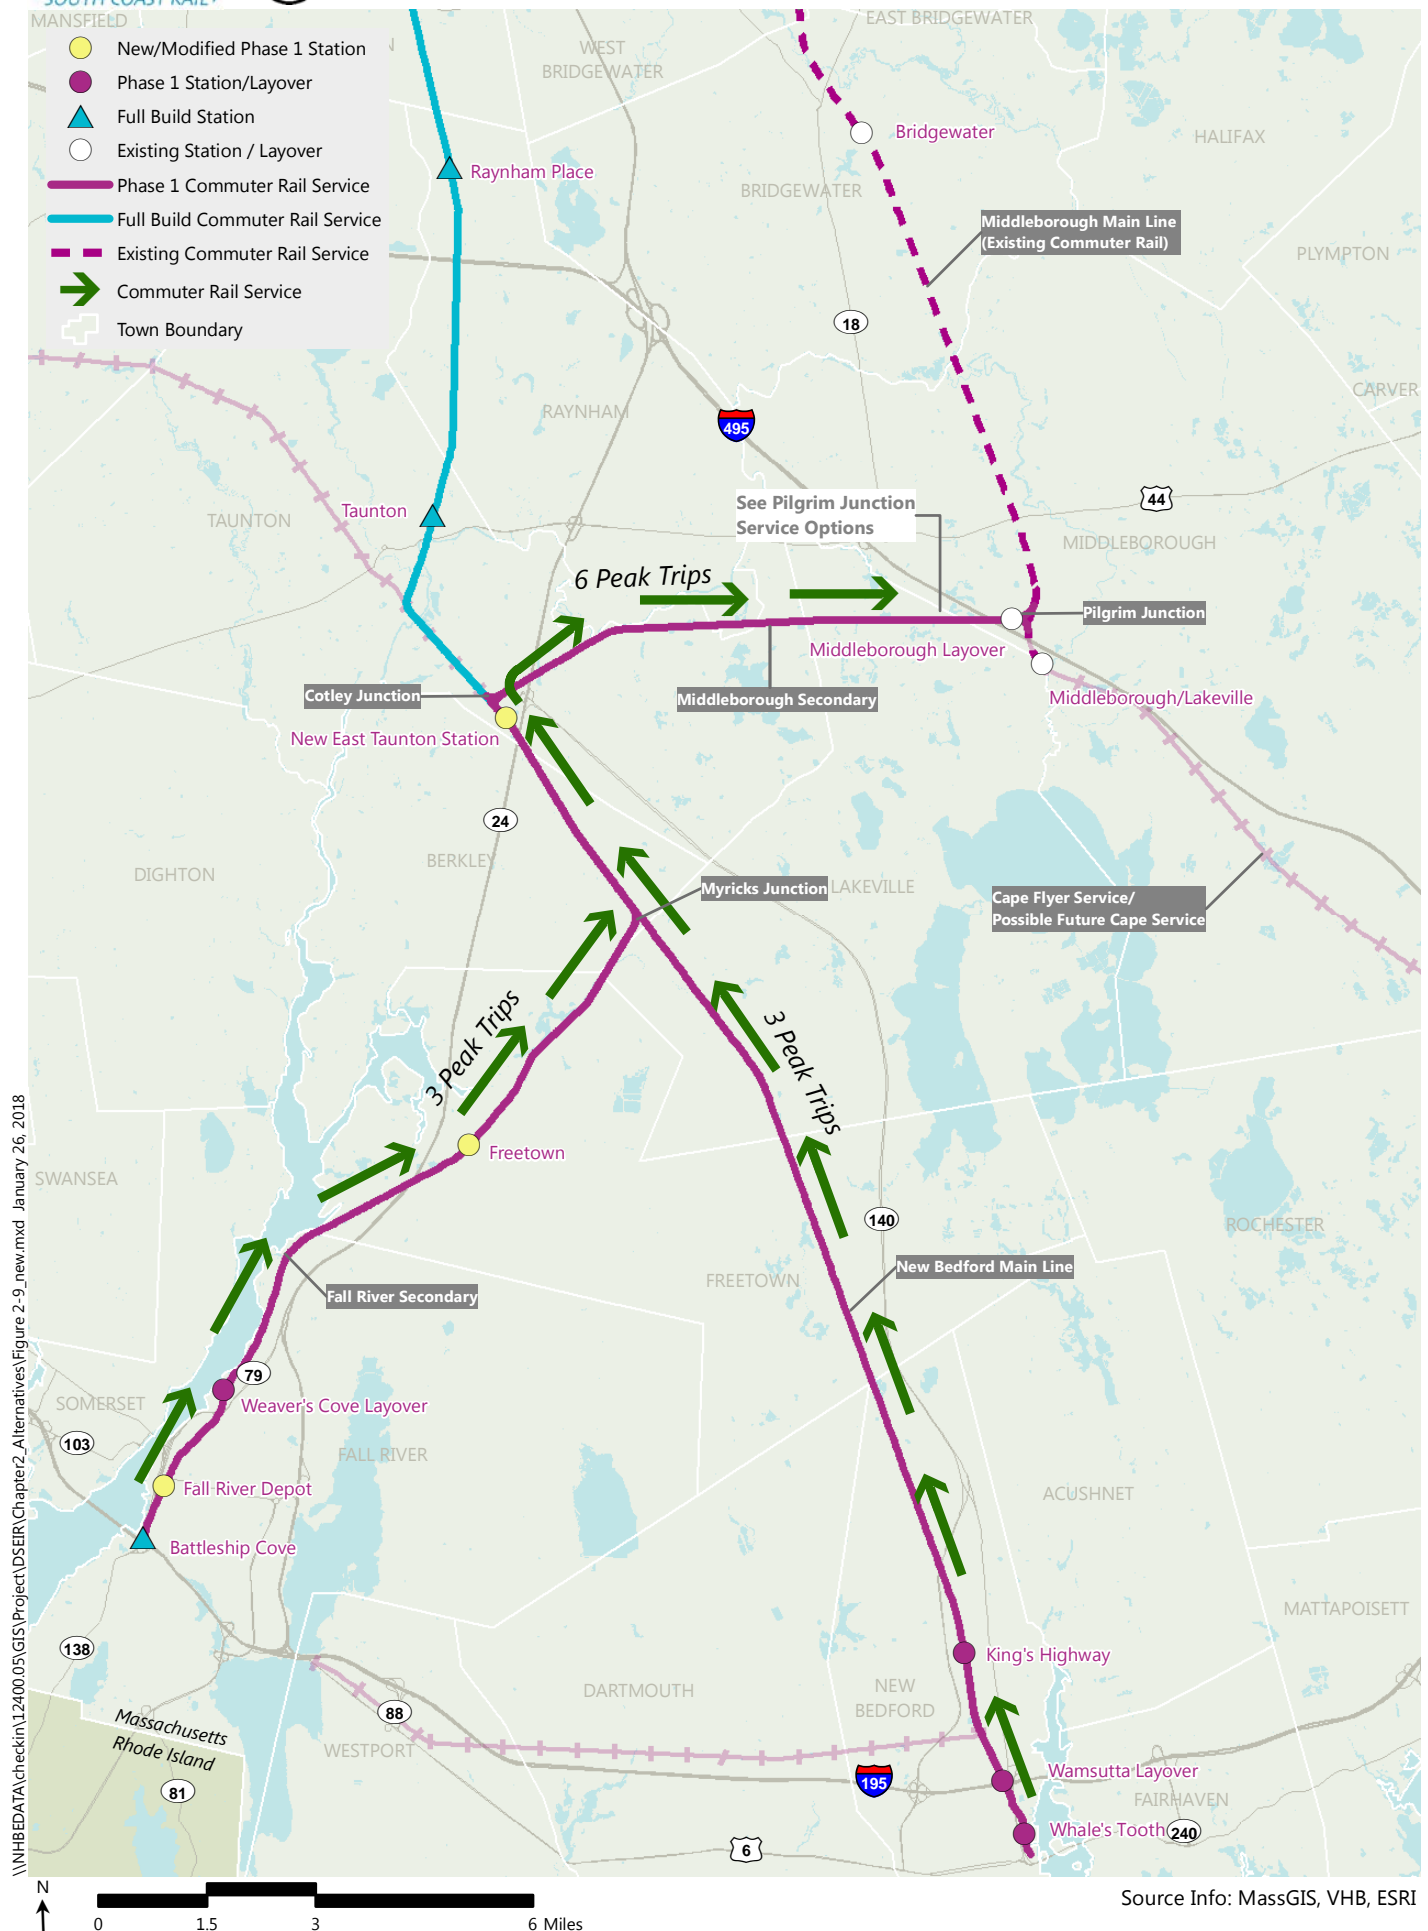 SOUTH COAST RAIL
MANSFIELD
EAST BRIDGEWATER
New/Modified Phase 1 Station
N
WEST
BRIDGEWATER
Phase 1 Station/Layover
Full Build Station
Existing Station / Layover
Phase 1 Commuter Rail Service
Full Build Commuter Rail Service
Existing Commuter Rail Service
Commuter Rail Service
Town Boundary
Bridgewater
HALIFAX
Raynham Place
BRIDGEWATER
Middleborough Main Line
(Existing Commuter Rail)
PLYMPTON
18
CARVER
RAYNHAM
495
See Pilgrim Junction
Service Options
44
Taunton
TAUNTON
MIDDLEBOROUGH
6 Peak Trips
Pilgrim Junction
Middleborough Layover
Cotley Junction
Middleborough Secondary
Middleborough/Lakeville
New East Taunton Station
24
BERKLEY
DIGHTON
Myricks Junction
LAKEVILLE
Cape Flyer Service/
Possible Future Cape Service
3 Peak Trips
3 Peak Trips
Freetown
SWANSEA
140
ROCHESTER
New Bedford Main Line
FREETOWN
Fall River Secondary
79
SOMERSET
Weaver's Cove Layover
103
FALL RIVER
Fall River Depot
ACUSHNET
Battleship Cove
MATTAPOISETT
138
King's Highway
DARTMOUTH
NEW
BEDFORD
88
Massachusetts
Rhode Island
WESTPORT
195
Wamsutta Layover
81
FAIRHAVEN
Whale's Tooth
240
6
\\NHBEDATA\checkin\12400.05\GIS\Project\DSEIR\Chapter2_Alternatives\Figure 2-9_new.mxd January 26, 2018
N
0
1.5
3
6 Miles
Source Info: MassGIS, VHB, ESRI